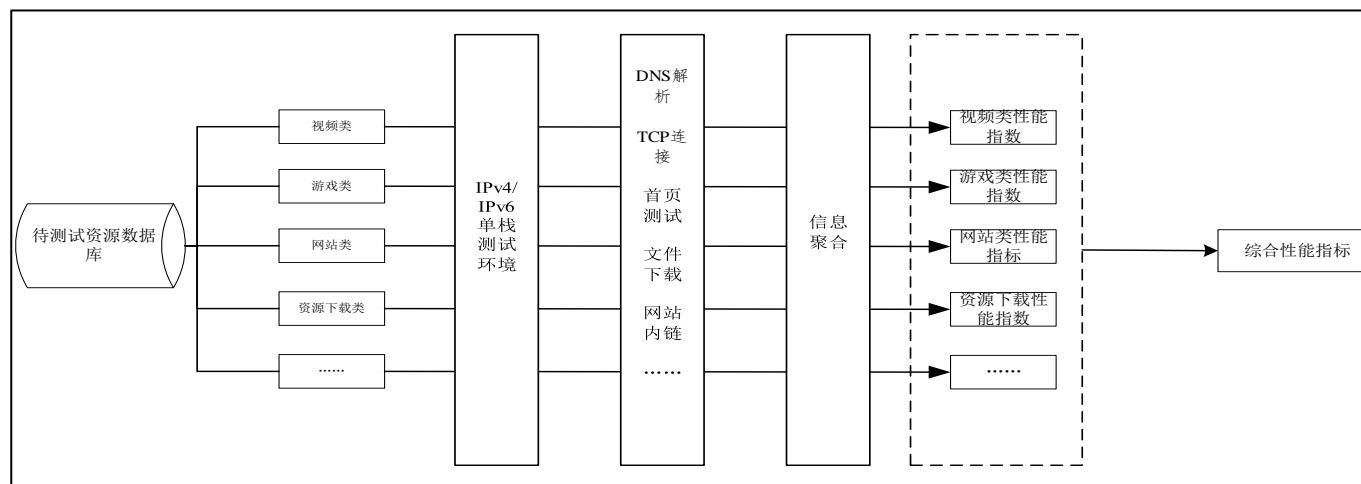 待测试资源数据
库
视频类
游戏类
网站类
资源下载类
……
IPv4/
IPv6
单栈
测试
环境
DNS解
析
TCP连
接
首页
测试
文件
下载
网站
内链
……
信息
聚合
视频类性能
指数
游戏类性能
指数
网站类性能
指标
资源下载性
能指数
……
综合性能指标